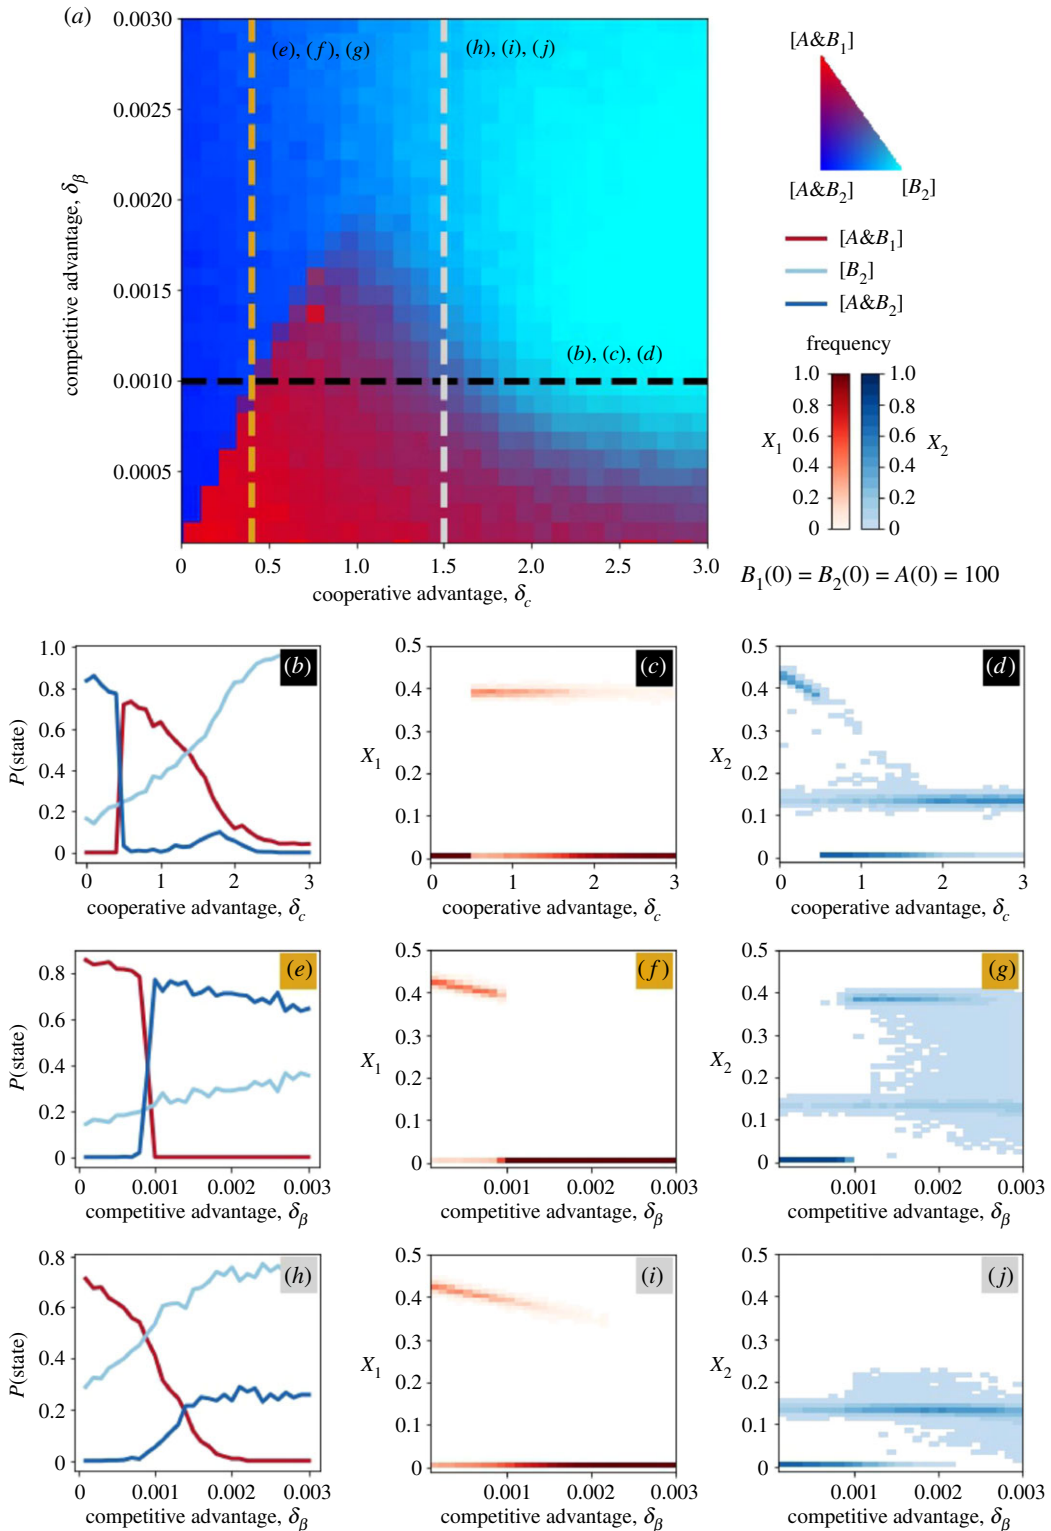 (a)
0.0030
0.0025
0.0020
0.0015
0.0010
0.0005
competitive advantage, δβ
(e), (f), (g)
(h), (i), (j)
(b), (c), (d)
0 0.5 1.0 1.5 2.0 2.5 3.0
cooperative advantage, δc
[A&B1]
[A&B2]
[B2]
[A&B1]
[B2]
[A&B2]
frequency
1.0 1.0
0.8 0.8
X1 0.6 0.6 X2
0.4 0.4
0.2 0.2
0 0
B1(0) = B2(0) = A(0) = 100
(b)
1.0
0.8
0.6
0.4
0.2
0
P(state)
0 1 2 3
cooperative advantage, δc
(c)
0.5
0.4
0.3
0.2
0.1
0
X1
0 1 2 3
cooperative advantage, δc
(d)
0.5
0.4
0.3
0.2
0.1
0
X2
0 1 2 3
cooperative advantage, δc
(e)
0.8
0.6
0.4
0.2
0
P(state)
0 0.001 0.002 0.003
competitive advantage, δβ
(f)
0.5
0.4
0.3
0.2
0.1
0
X1
0.001 0.002 0.003
competitive advantage, δβ
(g)
0.5
0.4
0.3
0.2
0.1
0
X2
0 0.001 0.002 0.003
competitive advantage, δβ
(h)
0.8
0.6
0.4
0.2
0
P(state)
0 0.001 0.002 0.003
competitive advantage, δβ
(i)
0.5
0.4
0.3
0.2
0.1
0
X1
0.001 0.002 0.003
competitive advantage, δβ
(j)
0.5
0.4
0.3
0.2
0.1
0
X2
0.001 0.002 0.003
competitive advantage, δβ